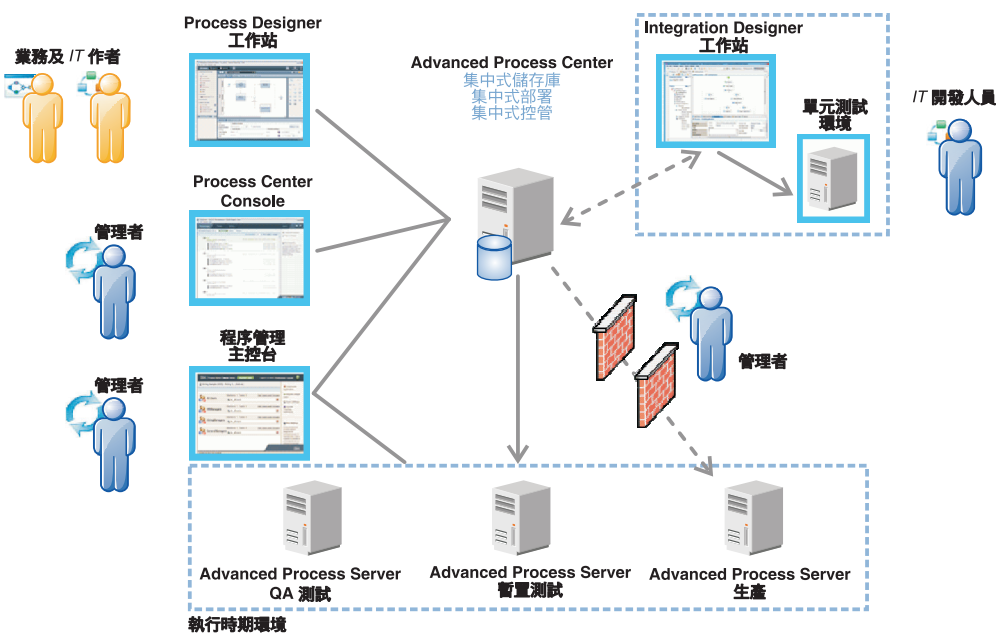 Process Designer
工作站
業務及 IT 作者
Advanced Process Center
集中式儲存庫
集中式部署
集中式控管
Integration Designer
工作站
單元測試
環境
IT 開發人員
Process Center
Console
管理者
程序管理
主控台
管理者
管理者
Advanced Process Server
QA 測試
Advanced Process Server
暫置測試
Advanced Process Server
生產
執行時期環境